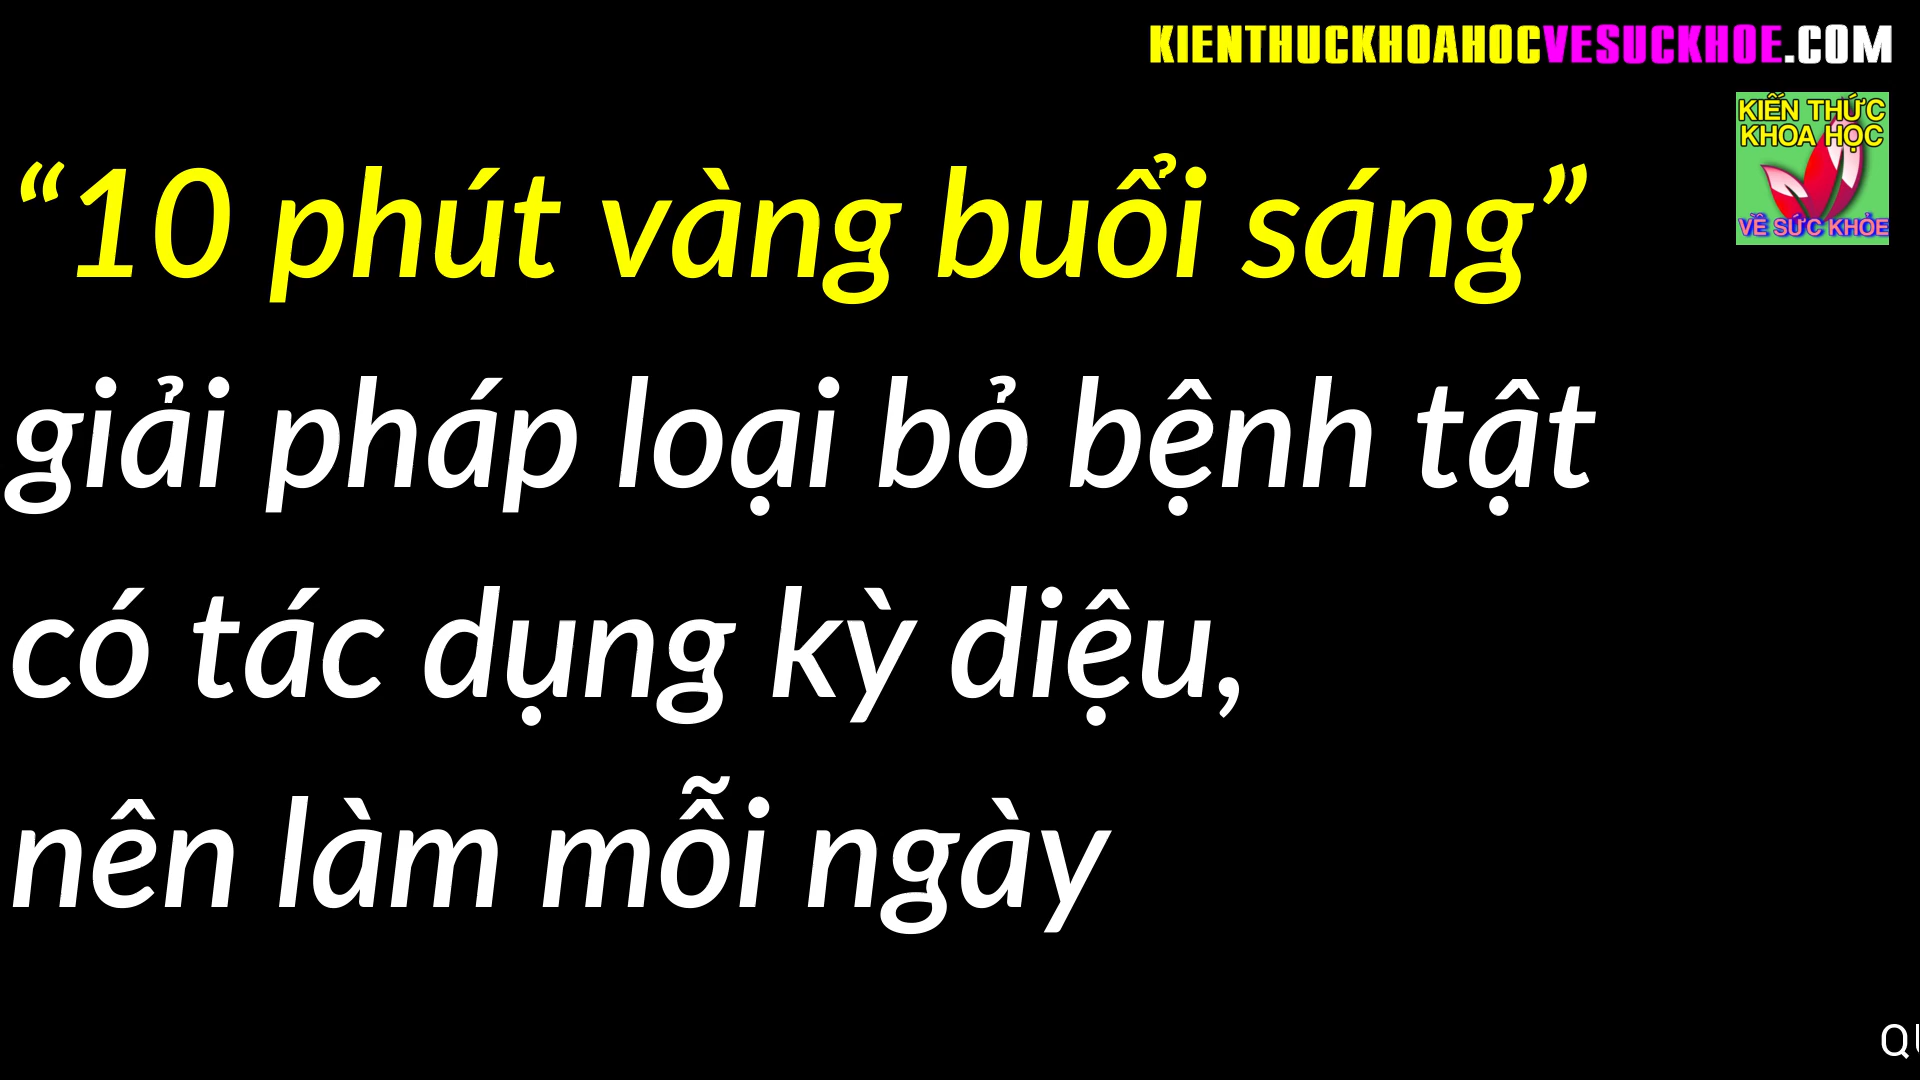 KIENTHUCKHOAHOCVESUCKHOE.COM
KIẾN THỨC
KHOA HỌC
VỀ SỨC KHỎE
“10 phút vàng buổi sáng”
giải pháp loại bỏ bệnh tật
có tác dụng kỳ diệu,
nên làm mỗi ngày